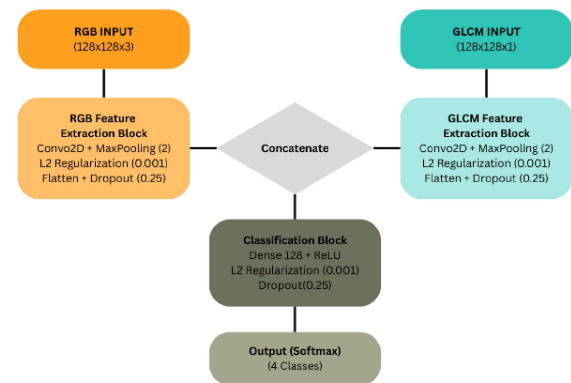 RGB INPUT
(128x128x3)
GLCM INPUT
(128x128x1)
RGB Feature
Extraction Block
Convo2D + MaxPooling (2)
L2 Regularization (0.001)
Flatten + Dropout (0.25)
Concatenate
GLCM Feature
Extraction Block
Convo2D + MaxPooling (2)
L2 Regularization (0.001)
Flatten + Dropout (0.25)
Classification Block
Dense 128 + ReLU
L2 Regularization (0.001)
Dropout(0.25)
Output (Softmax)
(4 Classes)